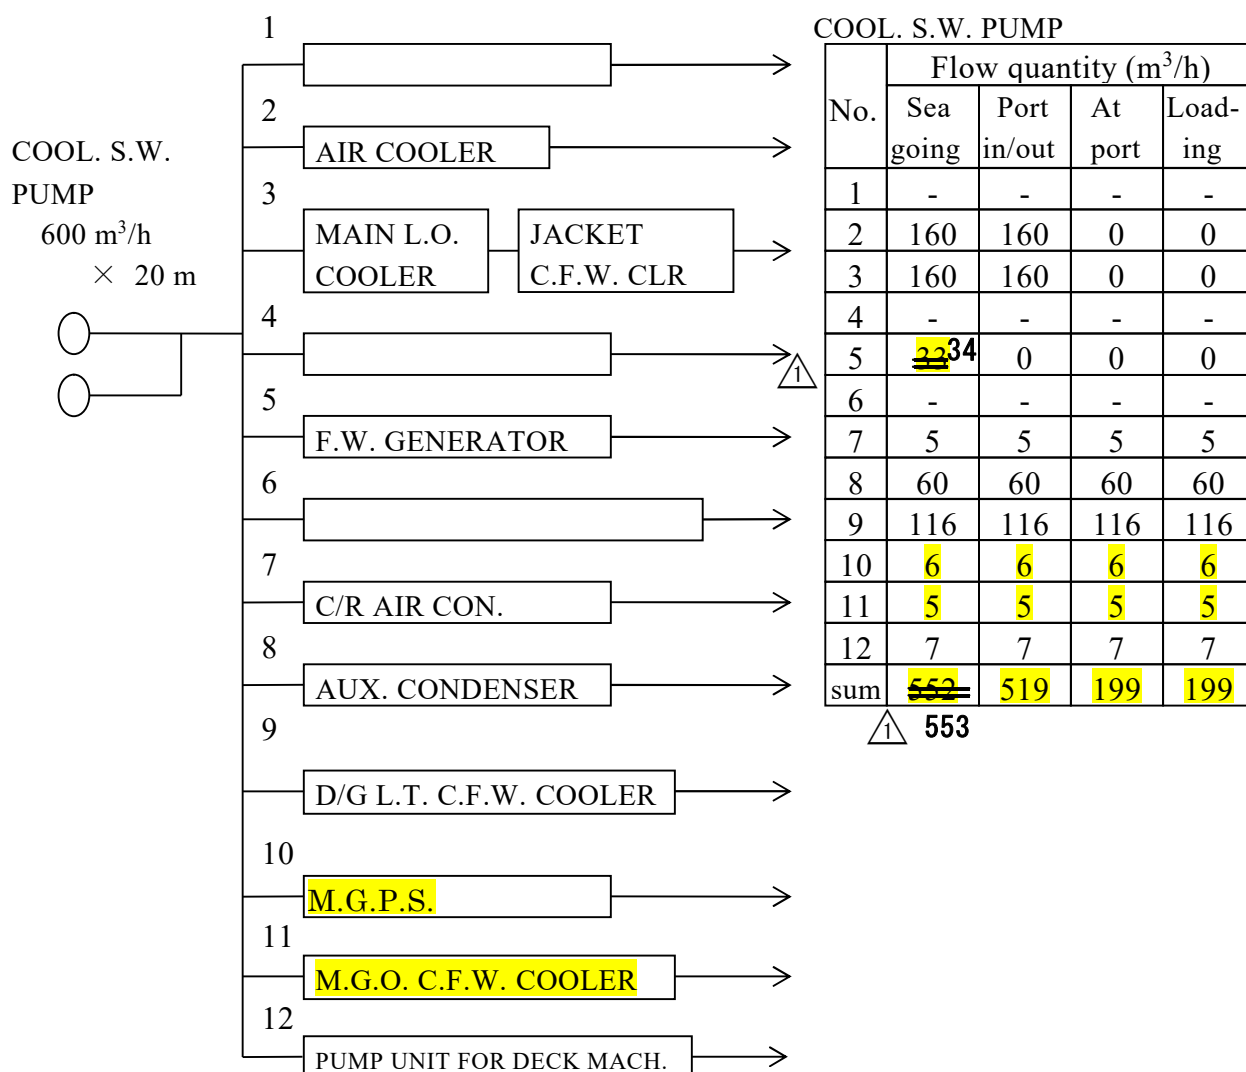 COOL. S.W.
PUMP
600 m³/h
× 20 m
1
2
AIR COOLER
3
MAIN L.O.
COOLER
JACKET
C.F.W. CLR
4
5
F.W. GENERATOR
6
7
C/R AIR CON.
8
AUX. CONDENSER
9
D/G L.T. C.F.W. COOLER
10
M.G.P.S.
11
M.G.O. C.F.W. COOLER
12
PUMP UNIT FOR DECK MACH.
COOL. S.W. PUMP
Flow quantity (m³/h)
No. Sea going Port in/out At port Load-ing
1 - - - -
2 160 160 0 0
3 160 160 0 0
4 - - - -
1 5 33 34 0 0 0
6 - - - -
7 5 5 5 5
8 60 60 60 60
9 116 116 116 116
10 6 6 6 6
11 5 5 5 5
12 7 7 7 7
sum 552 519 199 199
1 553